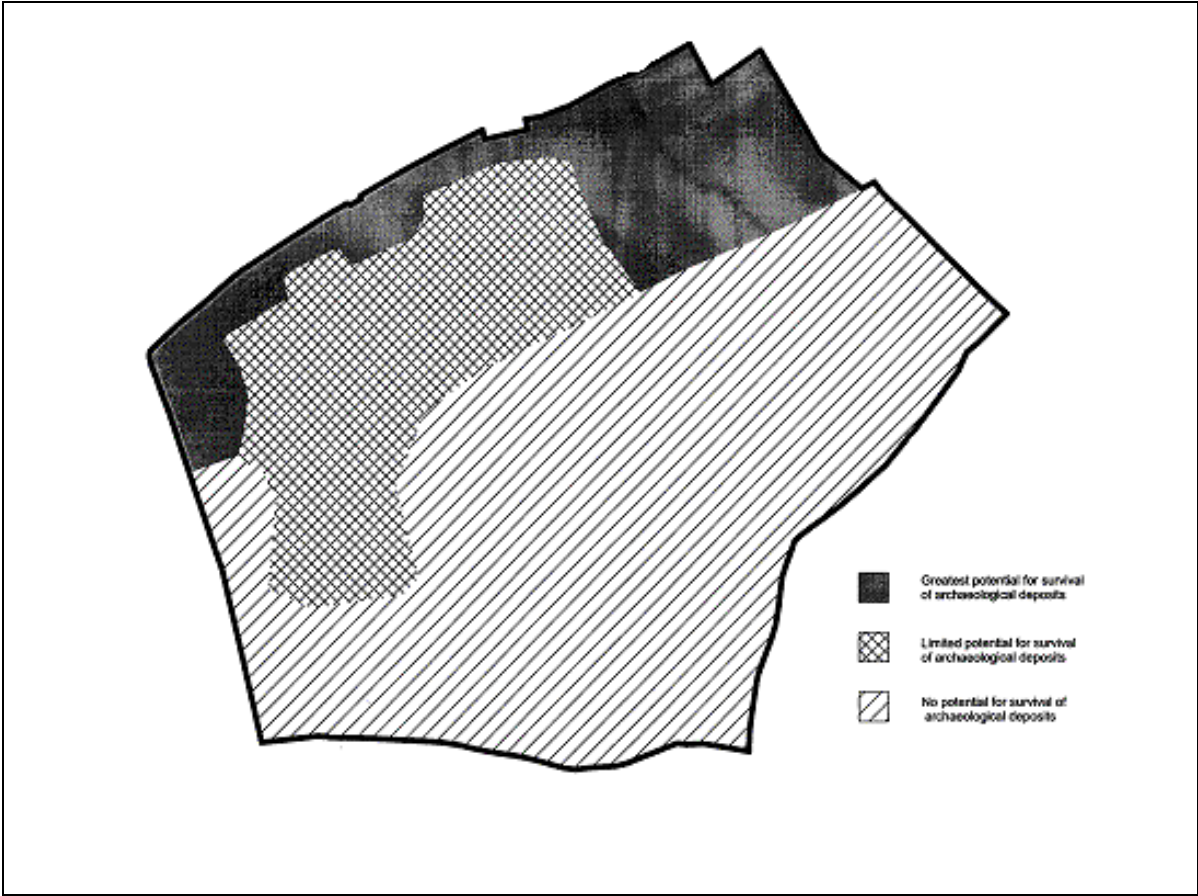 Greatest potential for survival
of archaeological deposits
Limited potential for survival
of archaeological deposits
No potential for survival of
archaeological deposits